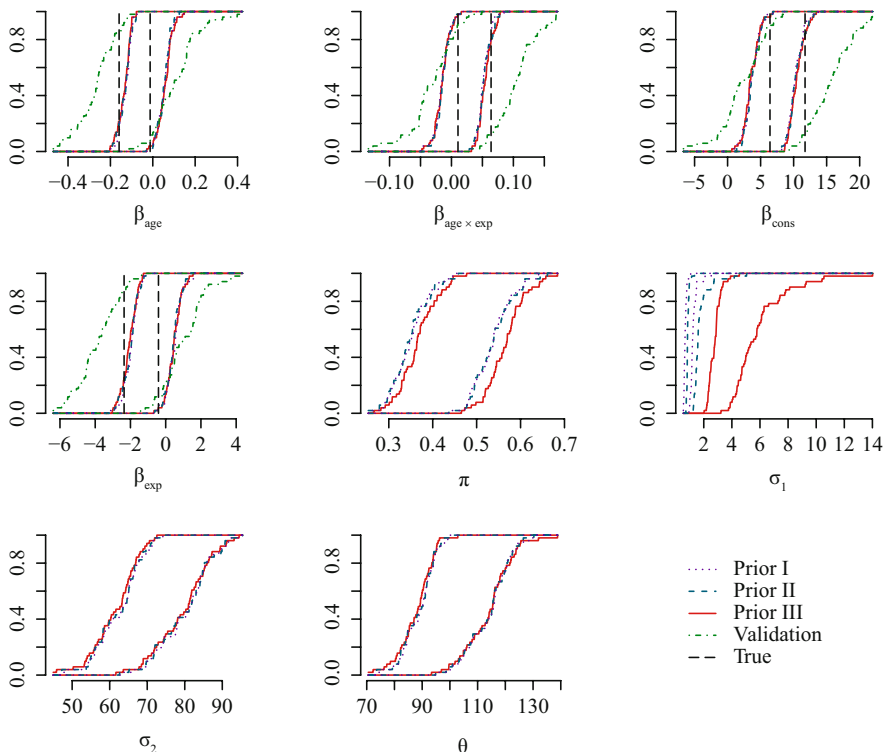 0.0 0.4 0.8
−0.4 −0.2 0.0 0.2 0.4
β_age
0.0 0.4 0.8
−0.10 0.00 0.10
β_age × exp
0.0 0.4 0.8
−5 0 5 10 15 20
β_cons
0.0 0.4 0.8
−6 −4 −2 0 2 4
β_exp
0.0 0.4 0.8
0.3 0.4 0.5 0.6 0.7
π
0.0 0.4 0.8
2 4 6 8 10 12 14
σ_1
0.0 0.4 0.8
50 60 70 80 90
σ_2
0.0 0.4 0.8
70 90 110 130
θ
Prior I
Prior II
Prior III
Validation
True